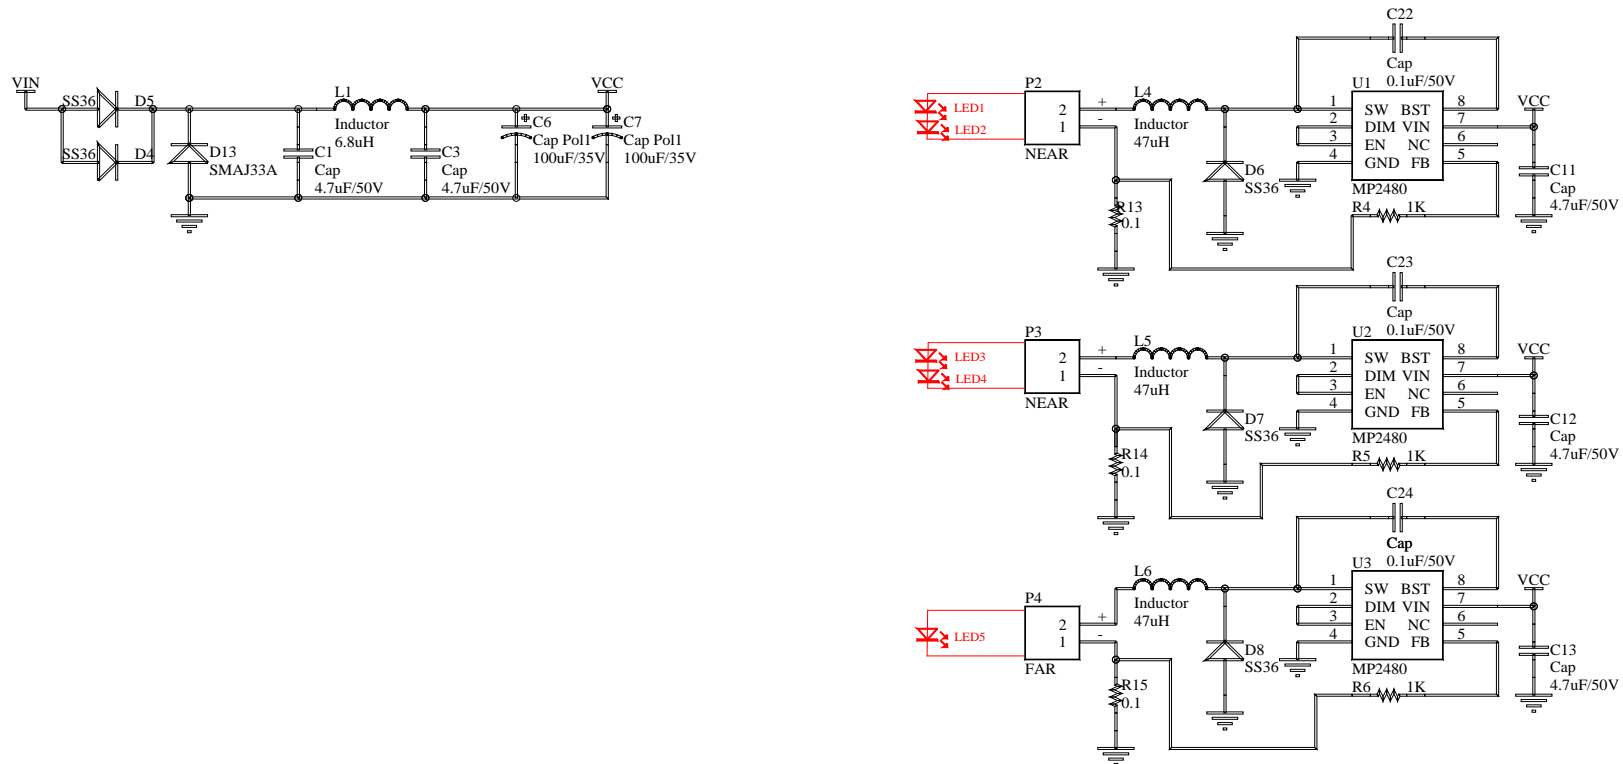 VIN
SS36
D5
SS36
D4
D13
SMAJ33A
C1
Cap
4.7uF/50V
L1
Inductor
6.8uH
C3
Cap
4.7uF/50V
C6
Cap Pol1
100uF/35V
VCC
C7
Cap Pol1
100uF/35V
LED1
LED2
P2
2
1
NEAR
+
-
R13
0.1
L4
Inductor
47uH
D6
SS36
C22
Cap
0.1uF/50V
U1
1
2
3
4
SW BST
DIM VIN
EN NC
GND FB
8
7
6
5
MP2480
R4
1K
VCC
C11
Cap
4.7uF/50V
LED3
LED4
P3
2
1
NEAR
+
-
R14
0.1
L5
Inductor
47uH
D7
SS36
C23
Cap
0.1uF/50V
U2
1
2
3
4
SW BST
DIM VIN
EN NC
GND FB
8
7
6
5
MP2480
R5
1K
VCC
C12
Cap
4.7uF/50V
LED5
P4
2
1
FAR
+
-
R15
0.1
L6
Inductor
47uH
D8
SS36
C24
Cap
0.1uF/50V
U3
1
2
3
4
SW BST
DIM VIN
EN NC
GND FB
8
7
6
5
MP2480
R6
1K
VCC
C13
Cap
4.7uF/50V